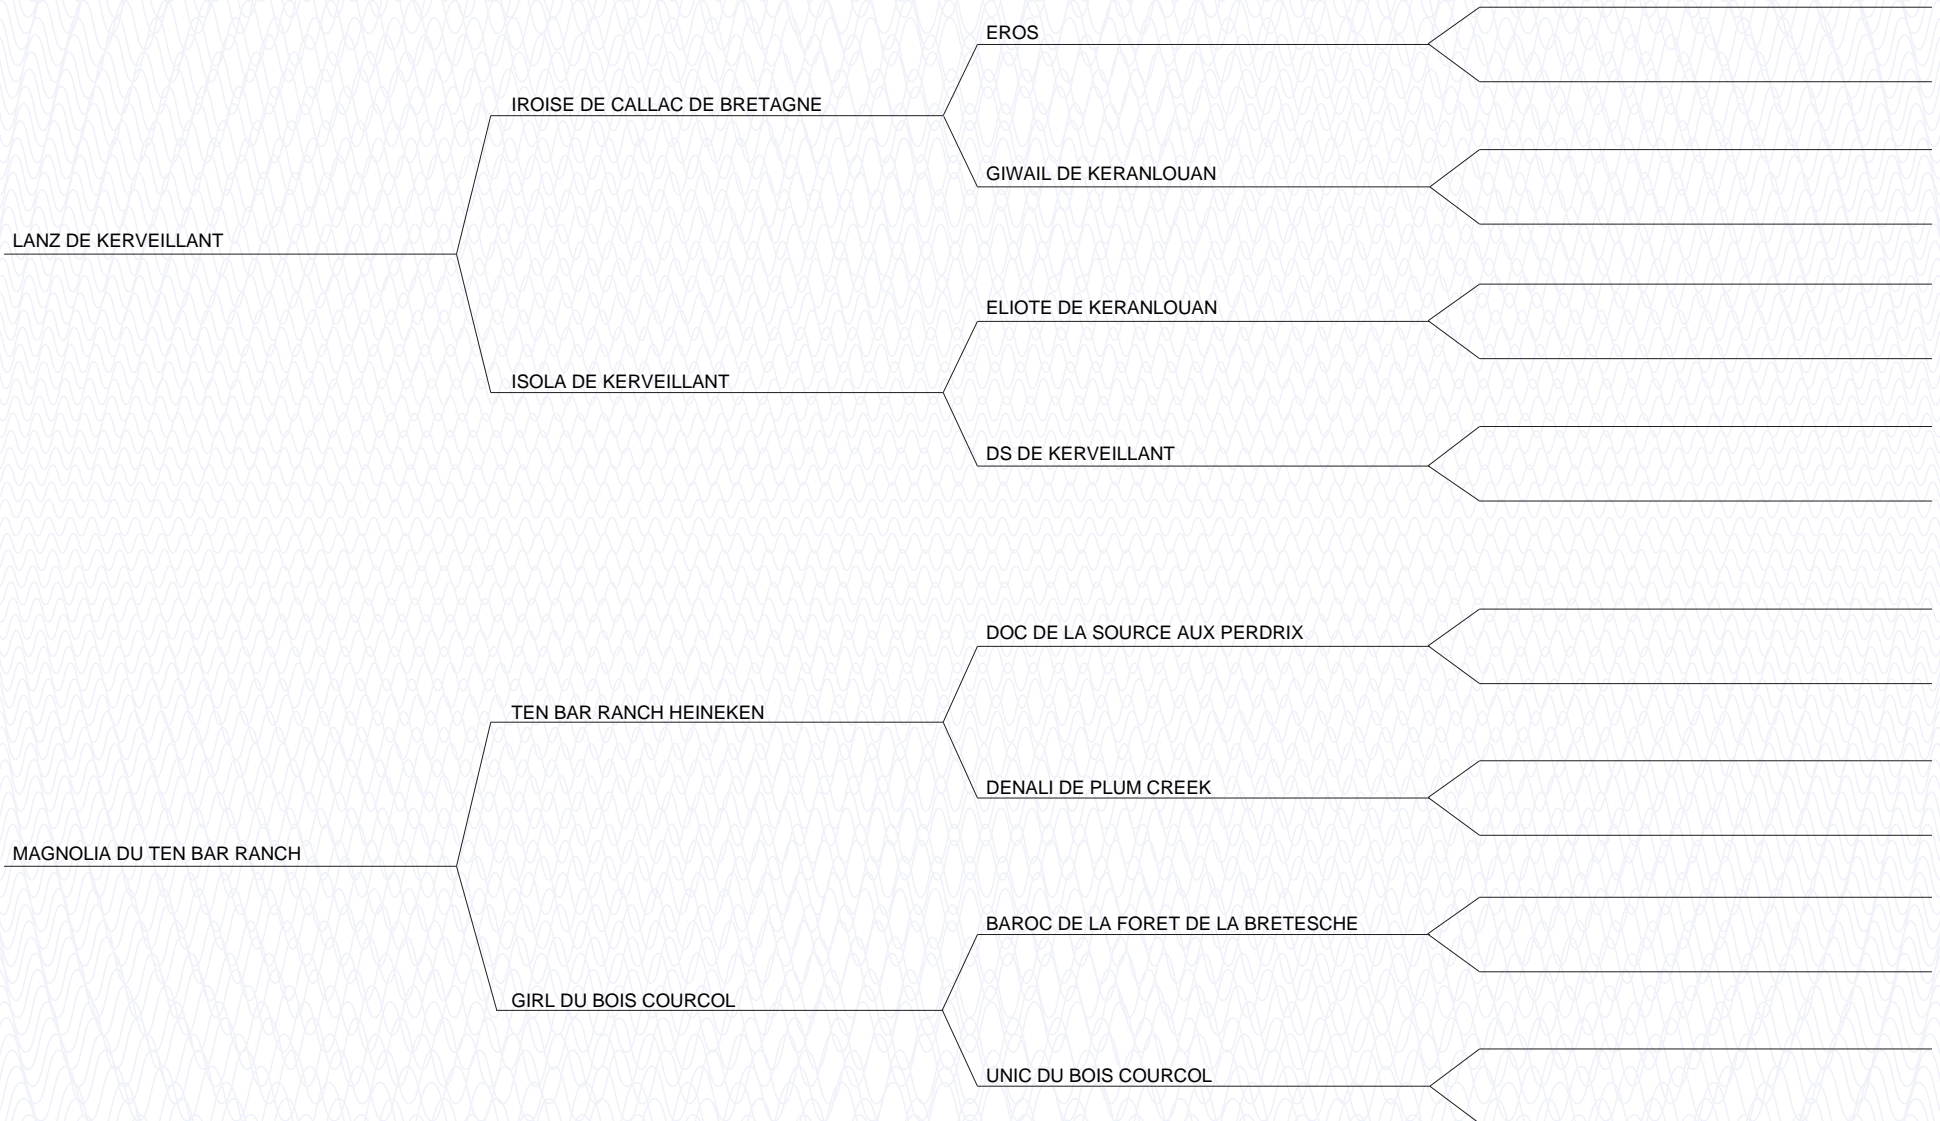 EROS
IROISE DE CALLAC DE BRETAGNE
GIWAIL DE KERANLOUAN
LANZ DE KERVEILLANT
ELIOTE DE KERANLOUAN
ISOLA DE KERVEILLANT
DS DE KERVEILLANT
DOC DE LA SOURCE AUX PERDRIX
TEN BAR RANCH HEINEKEN
DENALI DE PLUM CREEK
MAGNOLIA DU TEN BAR RANCH
BAROC DE LA FORET DE LA BRETESCHE
GIRL DU BOIS COURCOL
UNIC DU BOIS COURCOL